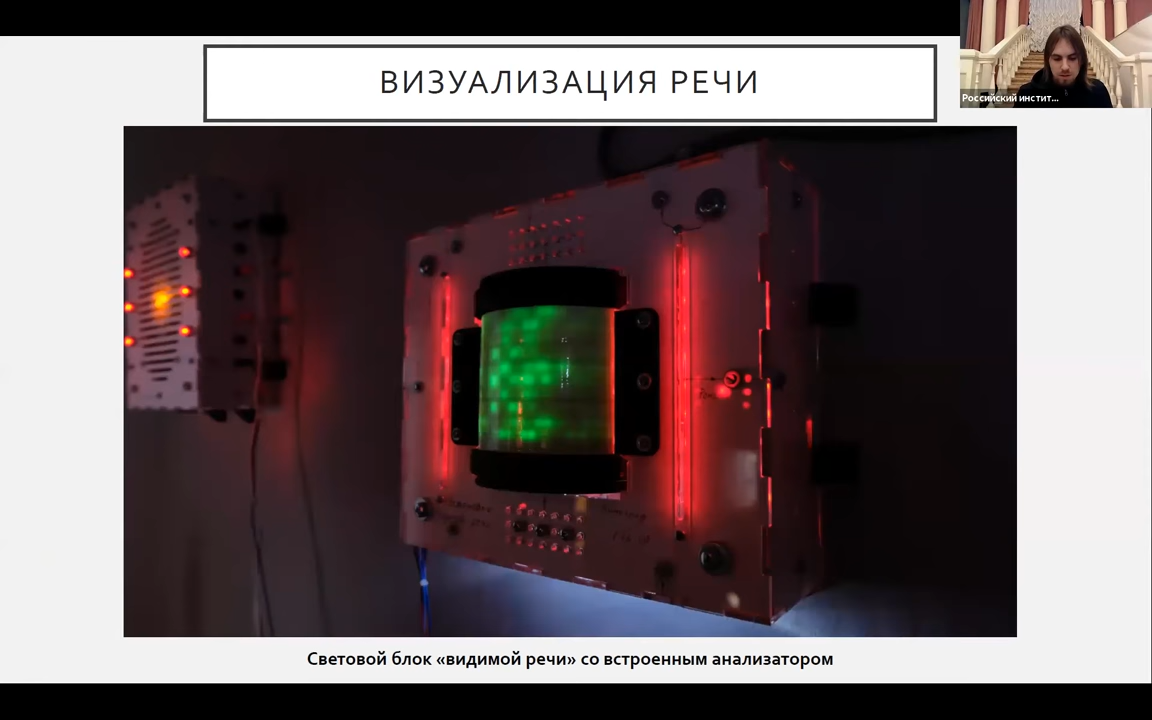 ВИЗУАЛИЗАЦИЯ РЕЧИ
Российский инстит...
Световой блок «видимой речи» со встроенным анализатором